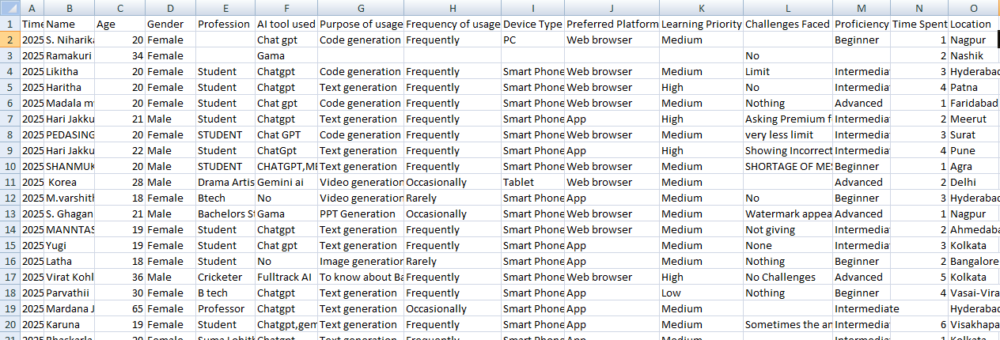 A B C D E F G H I J K L M N O
1 Time Name Age Gender Profession AI tool used Purpose of usage Frequency of usage Device Type Preferred Platform Learning Priority Challenges Faced Proficiency Time Spent Location
2 2025 S. Niharik 20 Female Chat gpt Code generation Frequently PC Web browser Medium Beginner 1 Nagpur
3 2025 Ramakuri 34 Female Gama No 2 Nashik
4 2025 Likitha 20 Female Student Chatgpt Code generation Frequently Smart Phone Web browser Medium Limit Intermedia 3 Hyderabad
5 2025 Haritha 20 Female Student Chatgpt Text generation Frequently Smart Phone Web browser High No Intermedia 4 Patna
6 2025 Madala m 20 Female Student Chat gpt Code generation Frequently Smart Phone Web browser Medium Nothing Advanced 1 Faridabad
7 2025 Hari Jakku 21 Male Student Chatgpt Text generation Frequently Smart Phone App High Asking Premium f Intermedia 2 Meerut
8 2025 PEDASING 20 Female STUDENT Chat GPT Code generation Frequently Smart Phone Web browser Medium very less limit Intermedia 3 Surat
9 2025 Hari Jakku 22 Male Student ChatGpt Text generation Frequently Smart Phone App High Showing Incorrect Intermedia 4 Pune
10 2025 SHANMUK 20 Male STUDENT CHATGPT,ME Text generation Frequently Smart Phone Web browser Medium SHORTAGE OF MES Beginner 1 Agra
11 2025 Korea 28 Male Drama Artis Gemini ai Video generation Occasionally Tablet Web browser Medium Advanced 2 Delhi
12 2025 M.varshith 18 Female Btech No Video generation Rarely Smart Phone App Medium No Beginner 3 Hyderabad
13 2025 S. Ghagan 21 Male Bachelors St Gama PPT Generation Occasionally Smart Phone Web browser Medium Watermark appea Advanced 1 Nagpur
14 2025 MANNTAS 19 Female Student Chatgpt Text generation Frequently Smart Phone Web browser Medium Not giving Intermedia 2 Ahmedaba
15 2025 Yugi 19 Female Student Chat gpt Text generation Frequently Smart Phone App Medium None Intermedia 3 Kolkata
16 2025 Latha 18 Female Student No Image generation Rarely Smart Phone App Medium Nothing Beginner 2 Bangalore
17 2025 Virat Kohl 36 Male Cricketer Fulltrack AI To know about Ba Frequently Smart Phone Web browser High No Challenges Advanced 5 Kolkata
18 2025 Parvathii 30 Female B tech Chatgpt Text generation Frequently Smart Phone App Low Nothing Beginner 4 Vasai-Vira
19 2025 Mardana J 65 Female Professor Chatgpt Text generation Occasionally Smart Phone App Medium Intermediate Hyderabad
20 2025 Karuna 19 Female Student Chatgpt,gem Text generation Frequently Smart Phone App Medium Sometimes the an Intermedia 6 Visakhapa